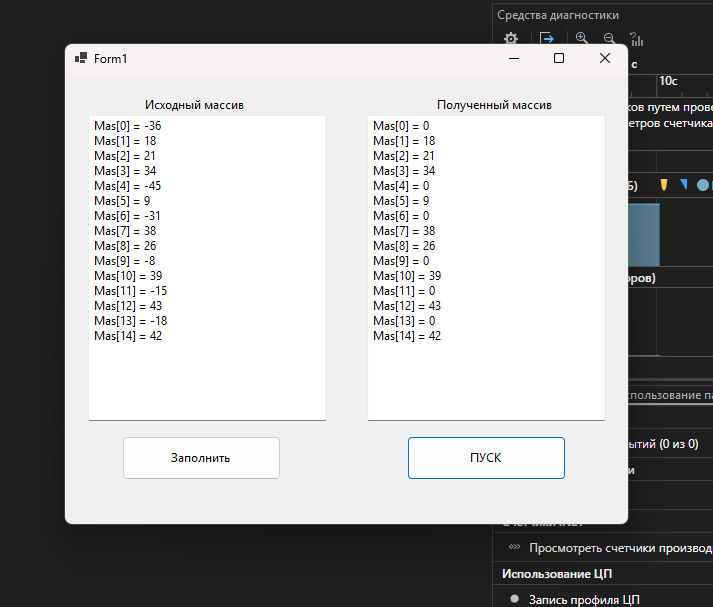 Средства диагностики
Form1
с
10с
ков путем прове
етров счетчика
Б)
ров)
спользование па
ытий (0 из 0)
и
Просмотреть счетчики производ
Использование ЦП
Запись профиля ЦП
Исходный массив
Mas[0] = -36
Mas[1] = 18
Mas[2] = 21
Mas[3] = 34
Mas[4] = -45
Mas[5] = 9
Mas[6] = -31
Mas[7] = 38
Mas[8] = 26
Mas[9] = -8
Mas[10] = 39
Mas[11] = -15
Mas[12] = 43
Mas[13] = -18
Mas[14] = 42
Заполнить
Полученный массив
Mas[0] = 0
Mas[1] = 18
Mas[2] = 21
Mas[3] = 34
Mas[4] = 0
Mas[5] = 9
Mas[6] = 0
Mas[7] = 38
Mas[8] = 26
Mas[9] = 0
Mas[10] = 39
Mas[11] = 0
Mas[12] = 43
Mas[13] = 0
Mas[14] = 42
ПУСК